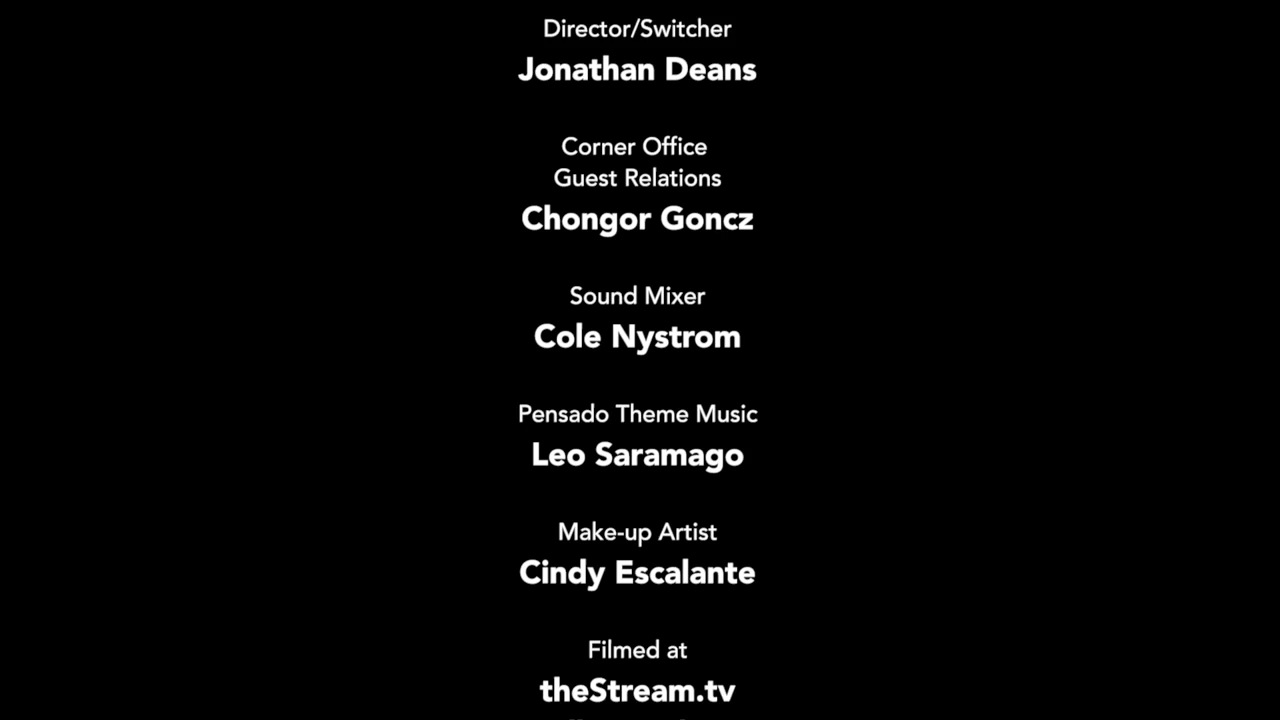 Director/Switcher
Jonathan Deans
Corner Office
Guest Relations
Chongor Goncz
Sound Mixer
Cole Nystrom
Pensado Theme Music
Leo Saramago
Make-up Artist
Cindy Escalante
Filmed at
theStream.tv